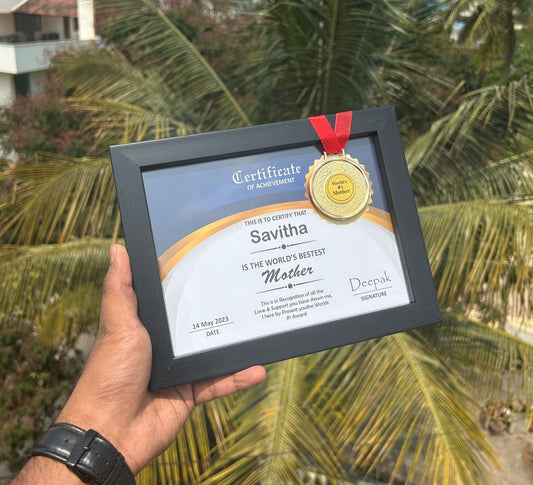 Certificate
OF ACHIEVEMENT
World's
#1
Mother
THIS IS TO CERTIFY THAT
Savitha
IS THE WORLD'S BESTEST
Mother
This is in Recognition of all the
Love & Support you have shown me,
I here by Present you the Worlds
#1 Award.
14 May 2023
DATE
Deepak
SIGNATURE